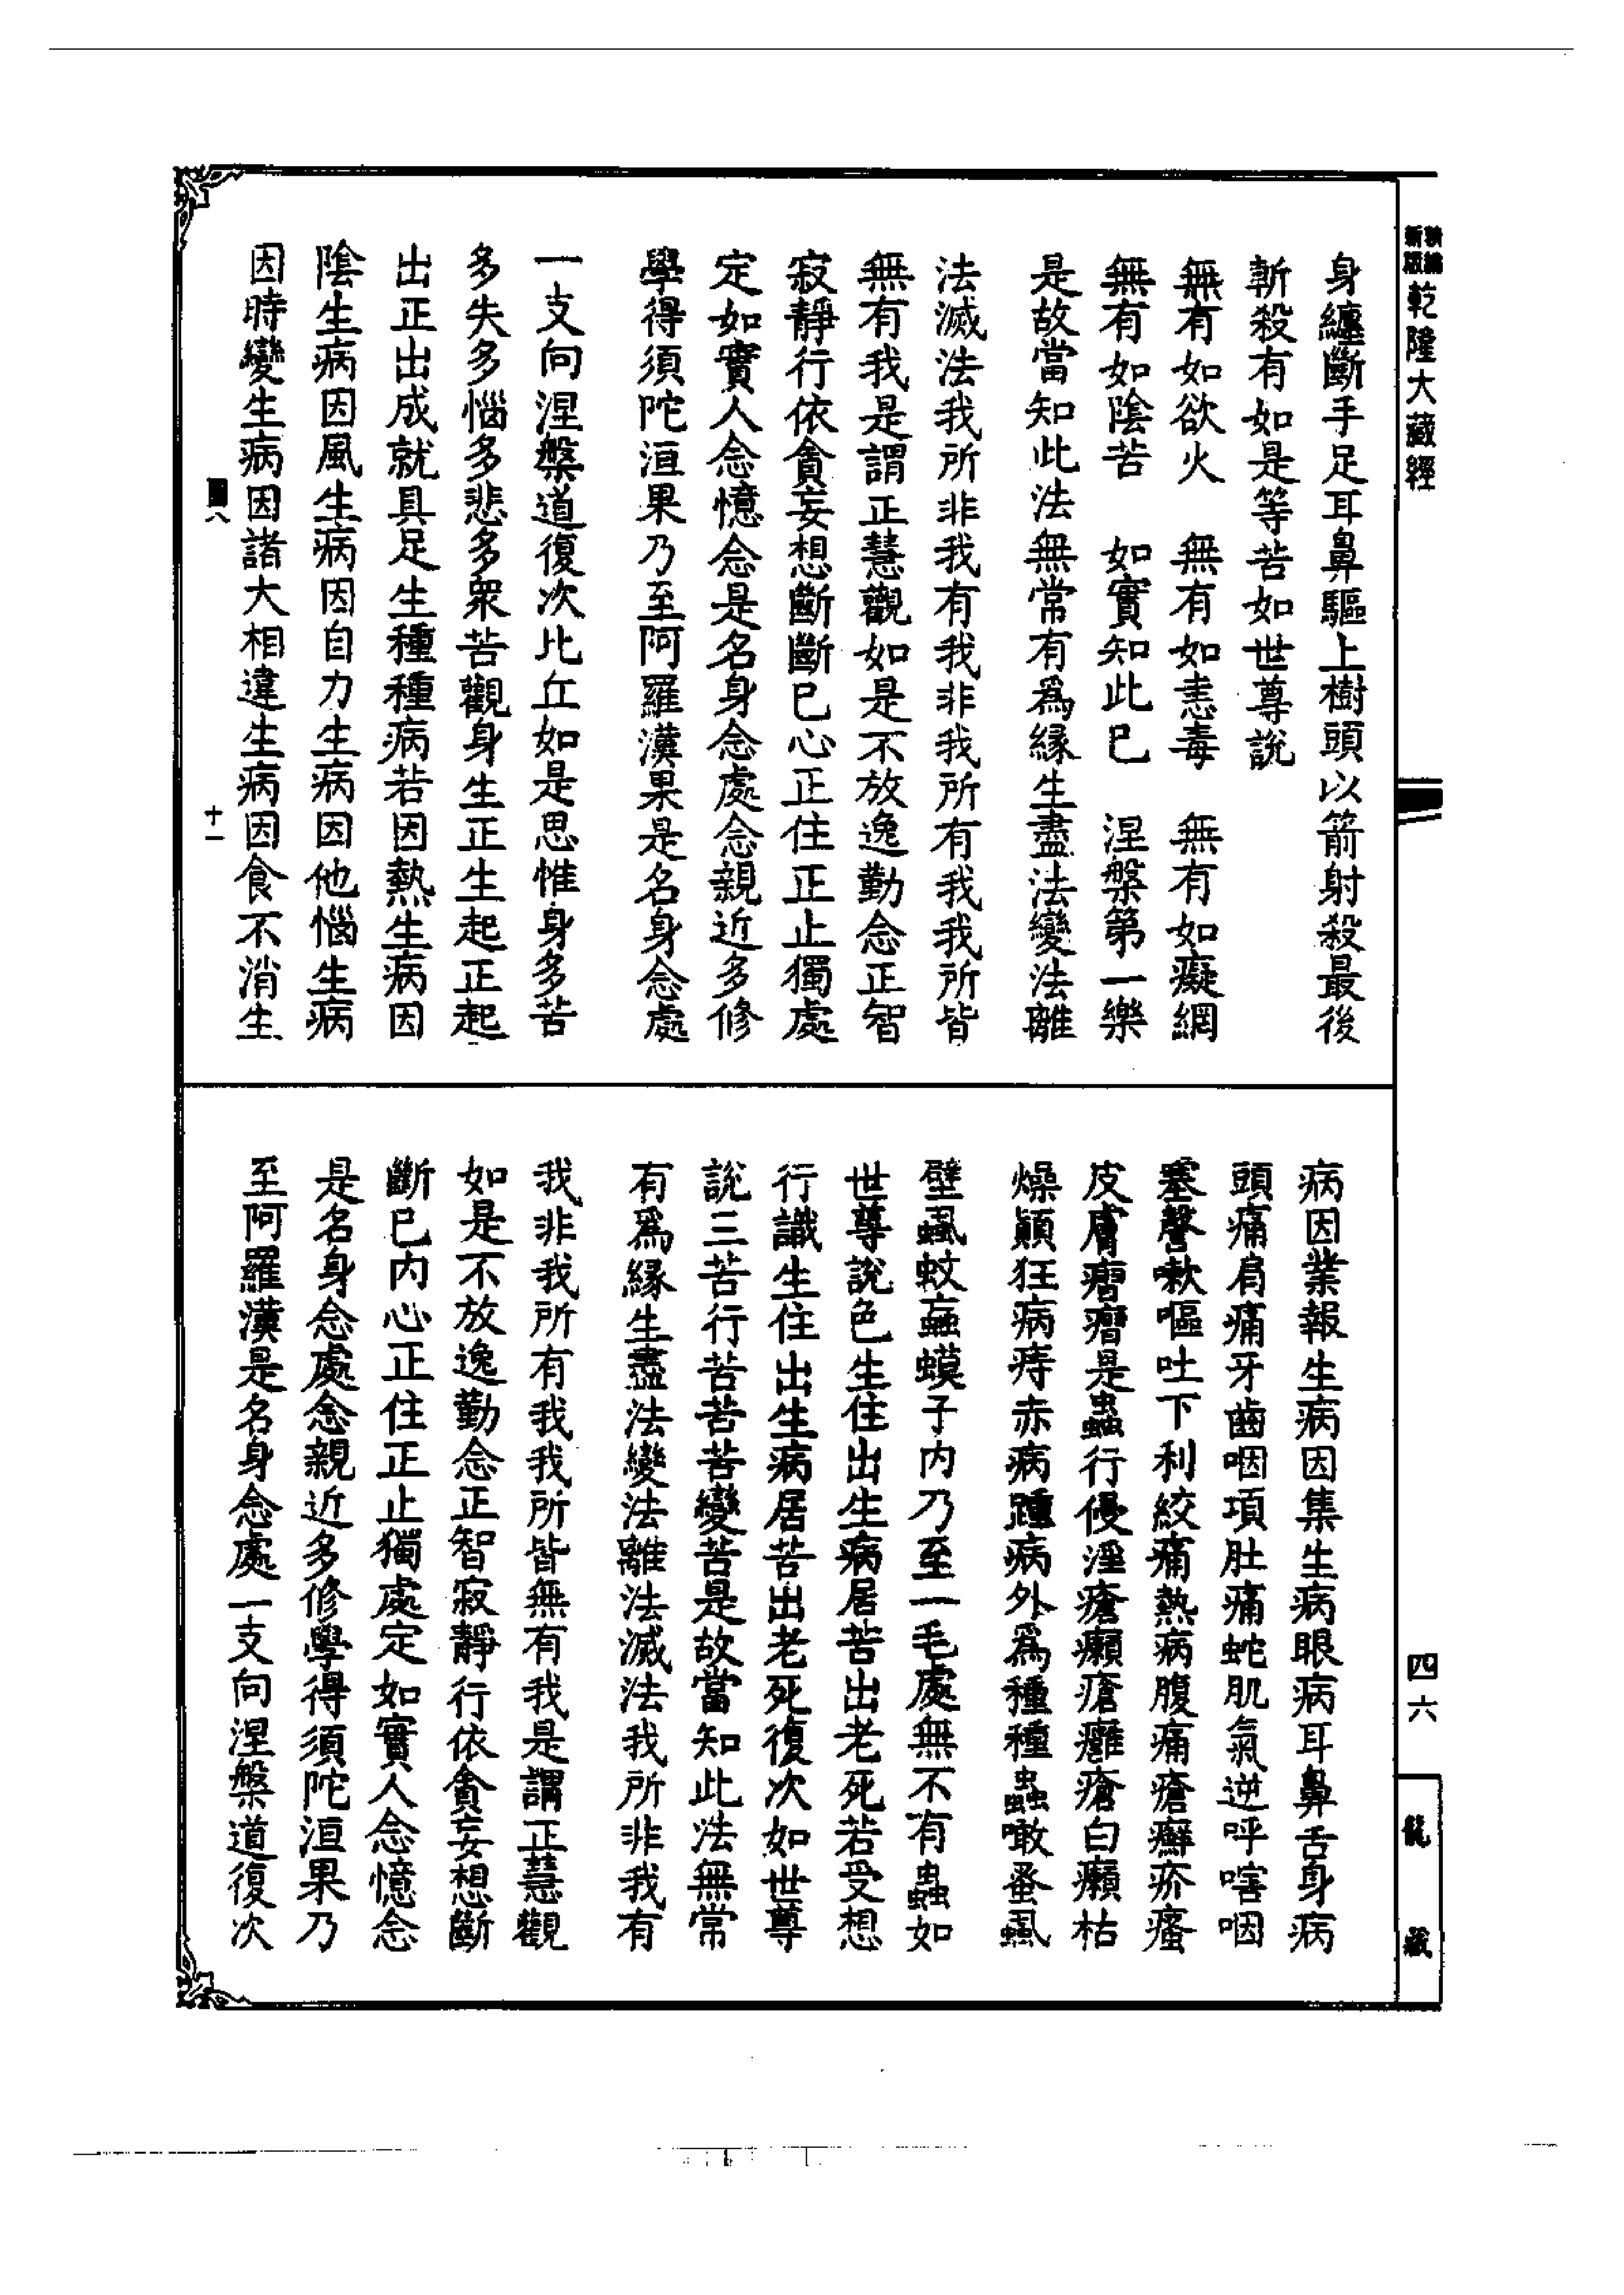 新編
新版
乾隆大藏經
身纏斷手足耳鼻驅上樹頭以箭射殺最後
斬殺有如是等苦如世尊說
無有如欲火　無有如恚毒　無有如癡網
無有如陰苦　如實知此已　涅槃第一樂
是故當知此法無常有為緣生盡法變法離
法滅法我所非我有我非我所有我我所皆
無有我是謂正慧觀如是不放逸勤念正智
寂靜行依貪妄想斷斷已心正住正止獨處
定如實人念憶念是名身念處念親近多修
學得須陀洹果乃至阿羅漢果是名身念處
一支向涅槃道復次比丘如是思惟身多苦
多失多惱多悲多眾苦觀身生正生起正起
出正出成就具足生種種病若因熱生病因
陰生病因風生病因自力生病因他惱生病
因時變生病因諸大相違生病因食不消生
圖八
十一
病因業報生病因集生病眼病耳鼻舌身病
頭痛肩痛牙齒咽項肚痛蛇肌氣逆呼㗇咽
塞謦欬嘔吐下利絞痛熱病腹痛瘡癬疥瘙
皮膚瘤癗是蟲行侵淫瘡癩瘡癰瘡白癩枯
燥顛狂病痔赤病踵病外為種種蟲噉蚤虱
壁虱蚊䖟蟆子內乃至一毛處無不有蟲如
世尊說色生住出生病居苦出老死若受想
行識生住出生病居苦出老死復次如世尊
說三苦行苦苦苦變苦是故當知此法無常
有為緣生盡法變法離法滅法我所非我有
我非我所有我我所皆無有我是謂正慧觀
如是不放逸勤念正智寂靜行依貪妄想斷
斷已內心正住正止獨處定如實人念憶念
是名身念處念親近多修學得須陀洹果乃
至阿羅漢是名身念處一支向涅槃道復次
四六
龍藏